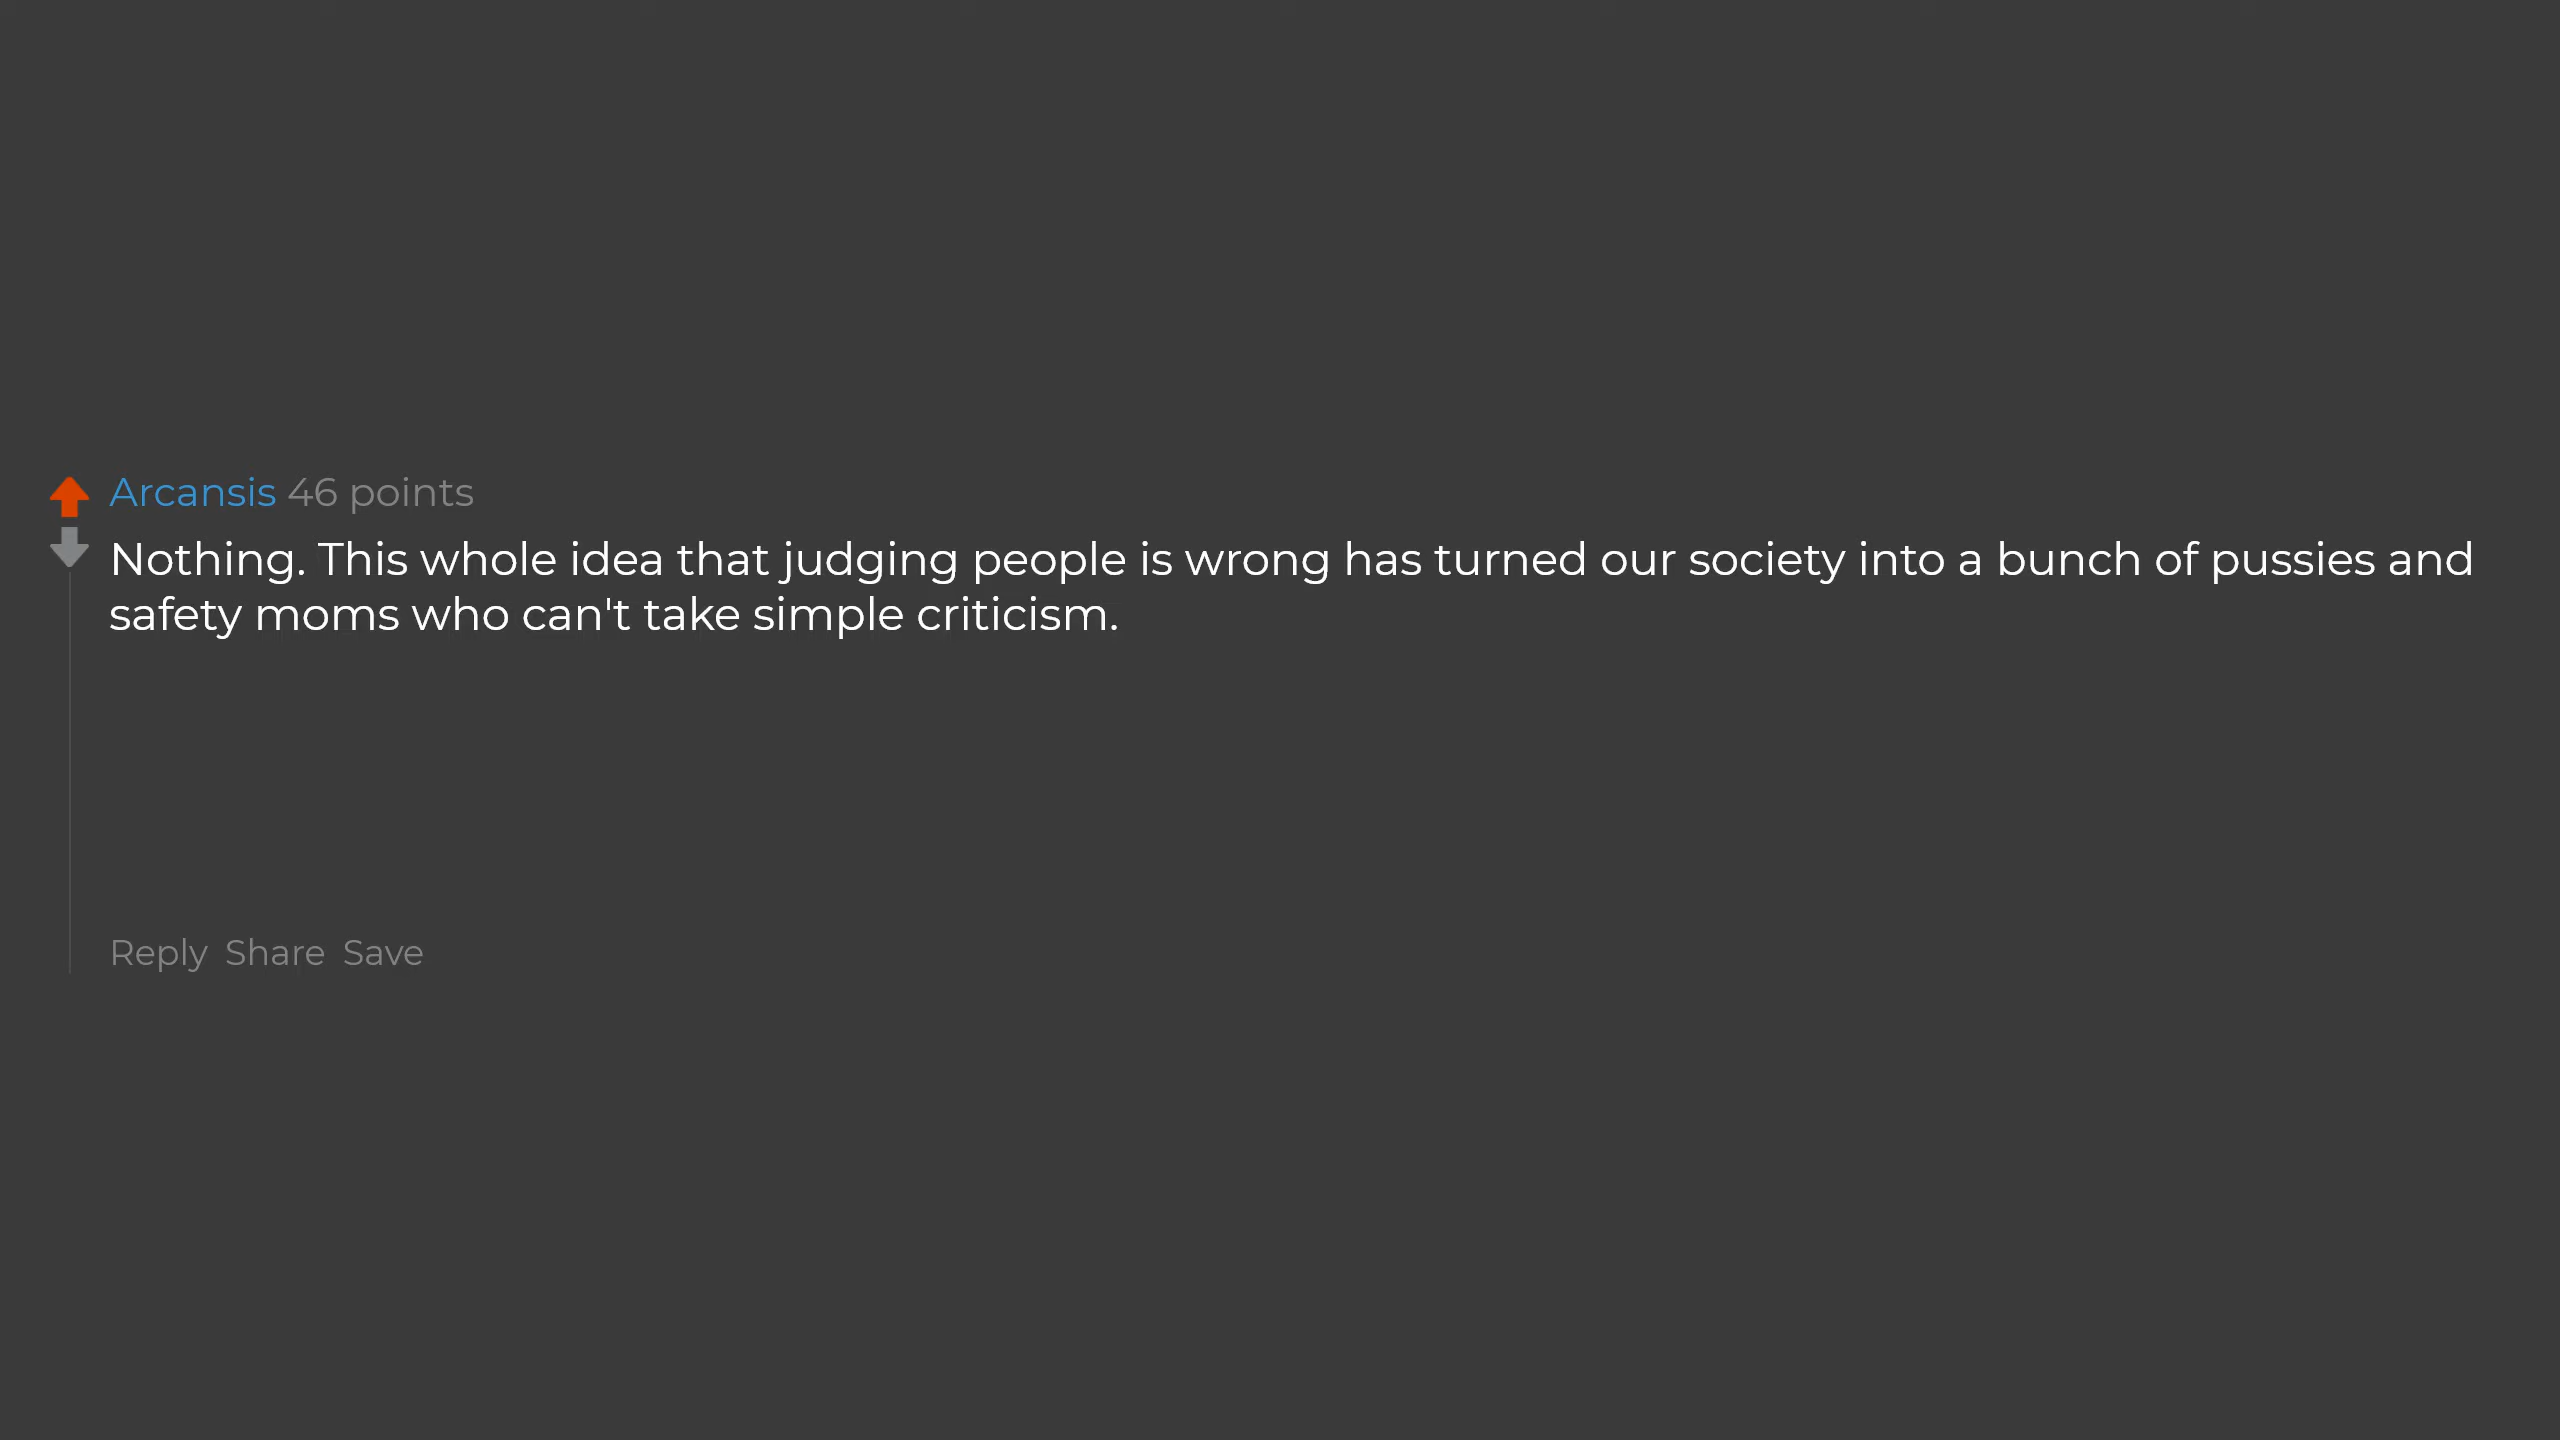 Arcansis 46 points
Nothing. This whole idea that judging people is wrong has turned our society into a bunch of pussies and
safety moms who can't take simple criticism.
Reply Share Save